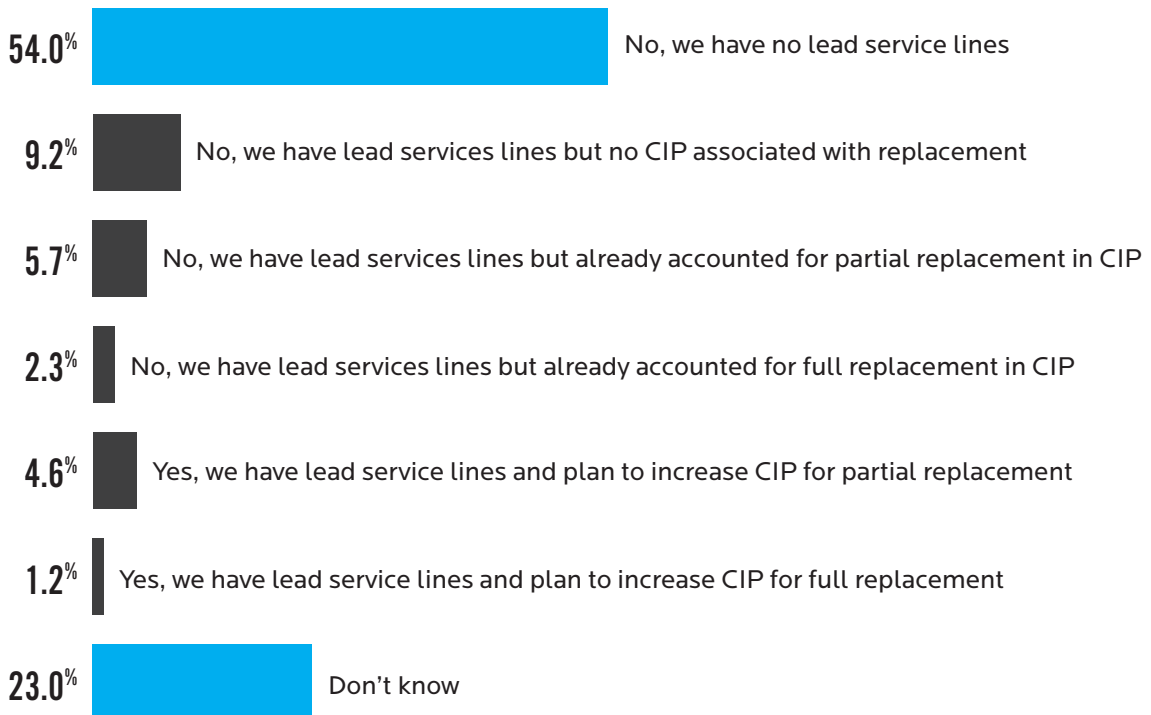 54.0% No, we have no lead service lines
9.2% No, we have lead services lines but no CIP associated with replacement
5.7% No, we have lead services lines but already accounted for partial replacement in CIP
2.3% No, we have lead services lines but already accounted for full replacement in CIP
4.6% Yes, we have lead service lines and plan to increase CIP for partial replacement
1.2% Yes, we have lead service lines and plan to increase CIP for full replacement
23.0% Don’t know